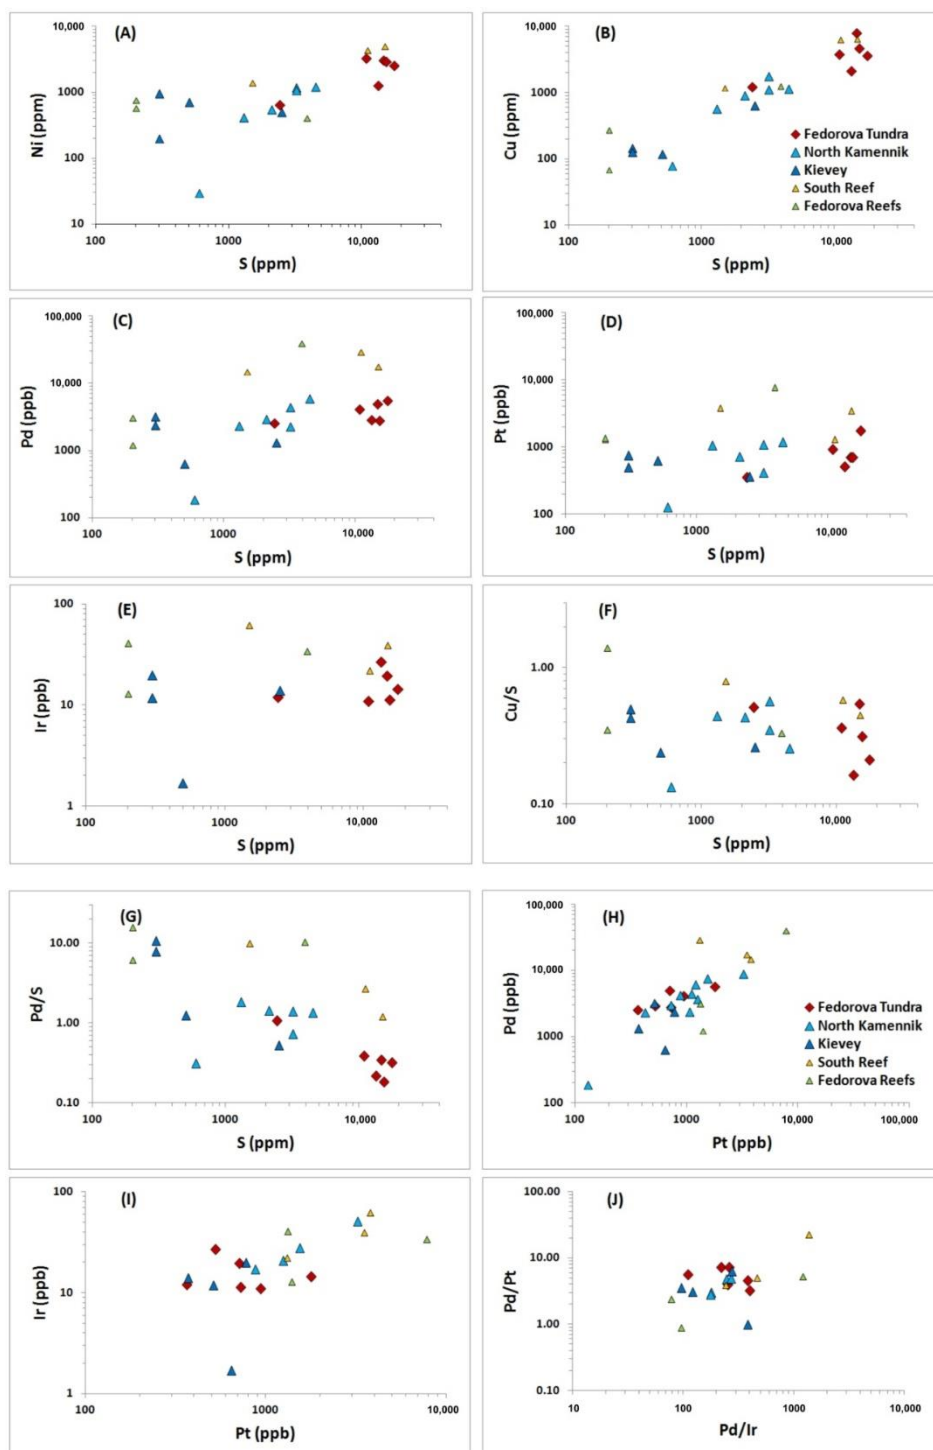 (A)
10,000
1000
100
10
Ni (ppm)
100 1000 10,000
S (ppm)
(B)
10,000
1000
100
10
Cu (ppm)
Fedorova Tundra
North Kamennik
Kievey
South Reef
Fedorova Reefs
100 1000 10,000
S (ppm)
(C)
100,000
10,000
1000
100
Pd (ppb)
100 1000 10,000
S (ppm)
(D)
100,000
10,000
1000
100
Pt (ppb)
100 1000 10,000
S (ppm)
(E)
100
10
1
Ir (ppb)
100 1000 10,000
S (ppm)
(F)
1.00
0.10
Cu/S
100 1000 10,000
S (ppm)
(G)
10.00
1.00
0.10
Pd/S
100 1000 10,000
S (ppm)
(H)
100,000
10,000
1000
100
Pd (ppb)
Fedorova Tundra
North Kamennik
Kievey
South Reef
Fedorova Reefs
100 1000 10,000 100,000
Pt (ppb)
(I)
100
10
1
Ir (ppb)
100 1000 10,000
Pt (ppb)
(J)
100.00
10.00
1.00
0.10
Pd/Pt
10 100 1000 10,000
Pd/Ir